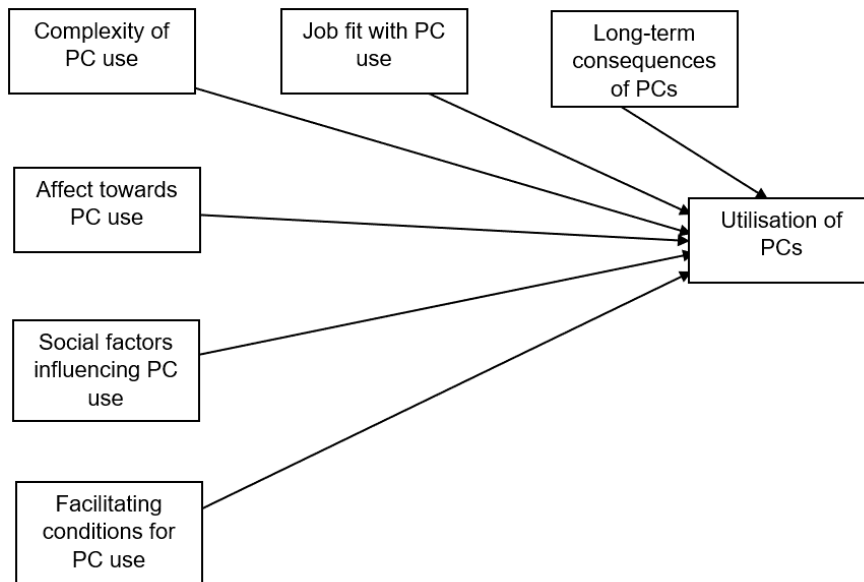 Complexity of
PC use
Job fit with PC
use
Long-term
consequences
of PCs
Affect towards
PC use
Utilisation of
PCs
Social factors
influencing PC
use
Facilitating
conditions for
PC use